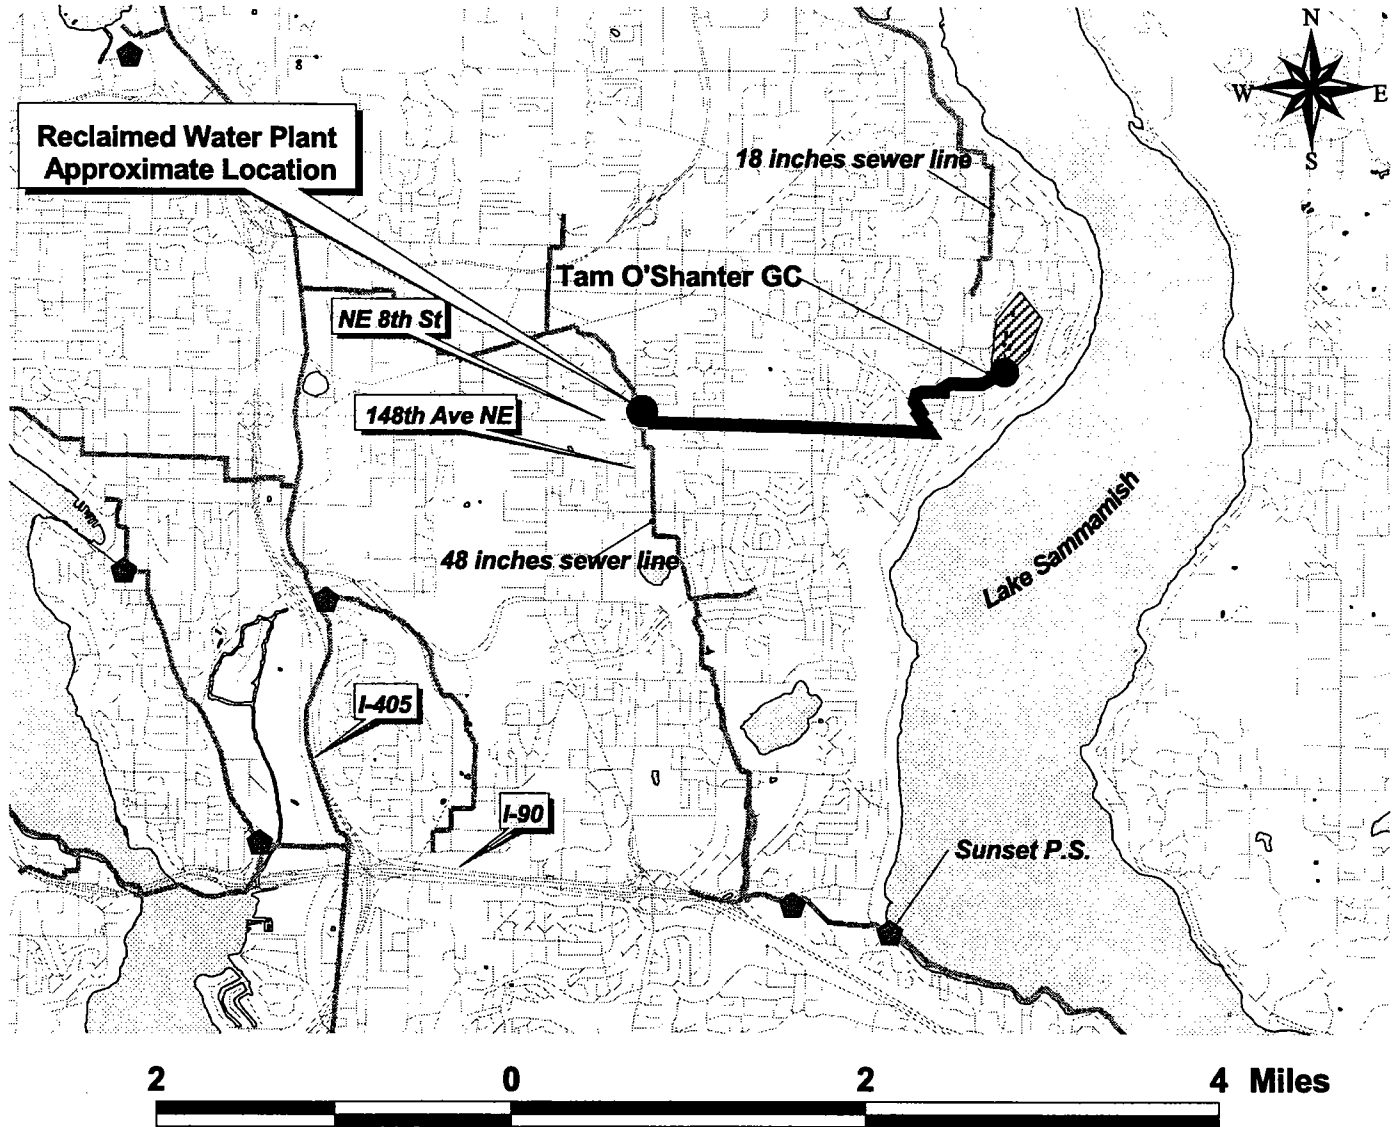 N
W
E
S
Reclaimed Water Plant
Approximate Location
18 inches sewer line
Tam O'Shanter GC
NE 8th St
148th Ave NE
48 inches sewer line
Lake Sammamish
I-405
I-90
Sunset P.S.
2 0 2 4 Miles